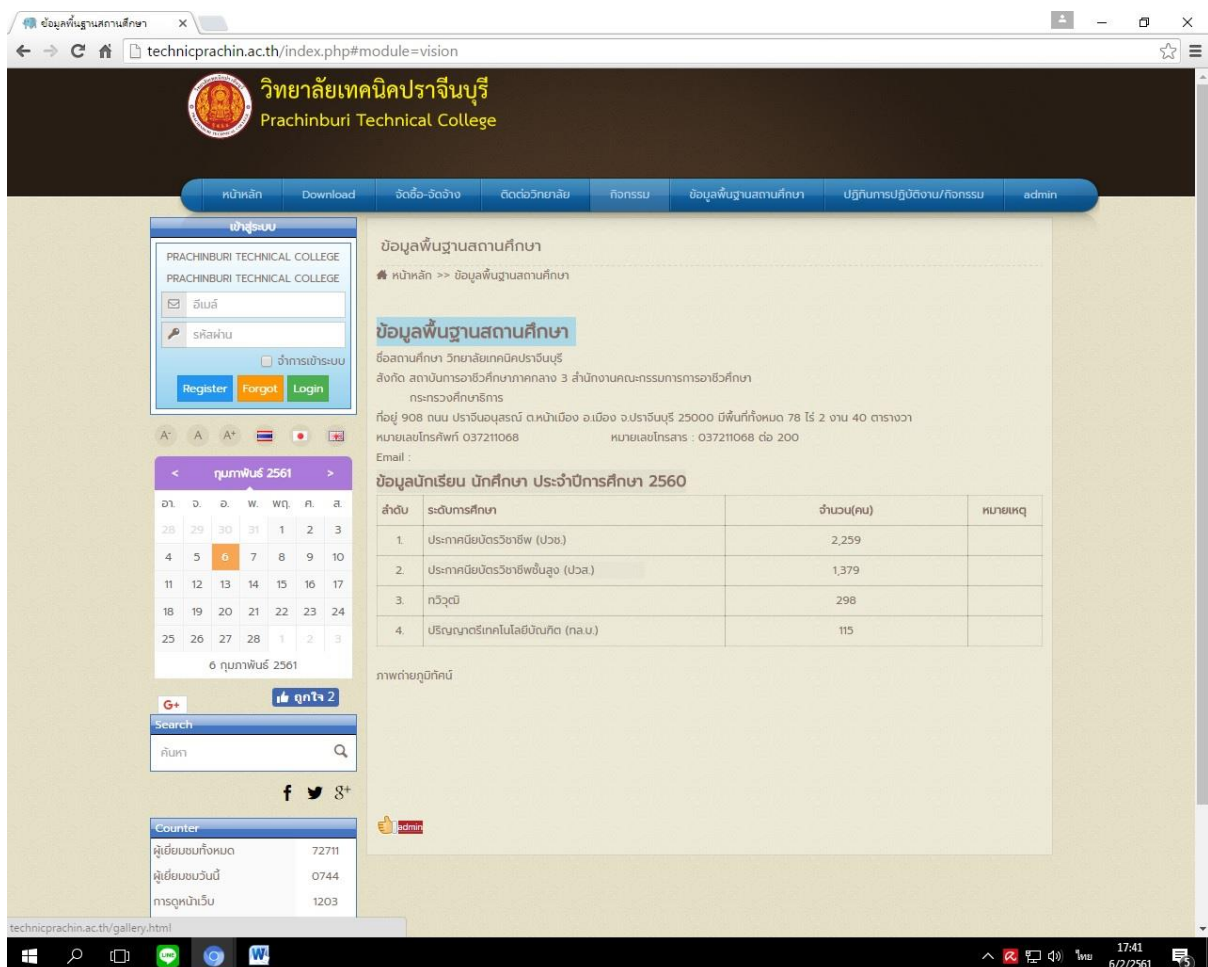 ข้อมูลพื้นฐานสถานศึกษา
technicprachin.ac.th/index.php#module=vision
วิทยาลัยเทคนิคปราจีนบุรี
Prachinburi Technical College
หน้าหลัก Download จัดซื้อ-จัดจ้าง ติดต่อวิทยาลัย กิจกรรม ข้อมูลพื้นฐานสถานศึกษา ปฏิทินการปฏิบัติงาน/กิจกรรม admin
เข้าสู่ระบบ
PRACHINBURI TECHNICAL COLLEGE
PRACHINBURI TECHNICAL COLLEGE
อีเมล์
รหัสผ่าน
จำการเข้าระบบ
Register Forgot Login
A- A A+
< กุมภาพันธ์ 2561 >
อา. จ. อ. พ. พฤ. ศ. ส.
28 29 30 31 1 2 3
4 5 6 7 8 9 10
11 12 13 14 15 16 17
18 19 20 21 22 23 24
25 26 27 28 1 2 3
6 กุมภาพันธ์ 2561
G+ ถูกใจ 2
Search
ค้นหา
f 8+
Counter
ผู้เยี่ยมชมทั้งหมด 72711
ผู้เยี่ยมชมวันนี้ 0744
การดูหน้าเว็บ 1203
ข้อมูลพื้นฐานสถานศึกษา
หน้าหลัก >> ข้อมูลพื้นฐานสถานศึกษา
ข้อมูลพื้นฐานสถานศึกษา
ชื่อสถานศึกษา วิทยาลัยเทคนิคปราจีนบุรี
สังกัด สถาบันการอาชีวศึกษาภาคกลาง 3 สำนักงานคณะกรรมการการอาชีวศึกษา
กระทรวงศึกษาธิการ
ที่อยู่ 908 ถนน ปราจีนอนุสรณ์ ต.หน้าเมือง อ.เมือง จ.ปราจีนบุรี 25000 มีพื้นที่ทั้งหมด 78 ไร่ 2 งาน 40 ตารางวา
หมายเลขโทรศัพท์ 037211068 หมายเลขโทรสาร : 037211068 ต่อ 200
Email :
ข้อมูลนักเรียน นักศึกษา ประจำปีการศึกษา 2560
ลำดับ ระดับการศึกษา จำนวน(คน) หมายเหตุ
1. ประกาศนียบัตรวิชาชีพ (ปวช.) 2,259
2. ประกาศนียบัตรวิชาชีพชั้นสูง (ปวส.) 1,379
3. ทวิวุฒิ 298
4. ปริญญาตรีเทคโนโลยีบัณฑิต (ทล.บ.) 115
ภาพถ่ายภูมิทัศน์
admin
technicprachin.ac.th/gallery.html
LINE W ไทย 17:41
6/2/2561 5